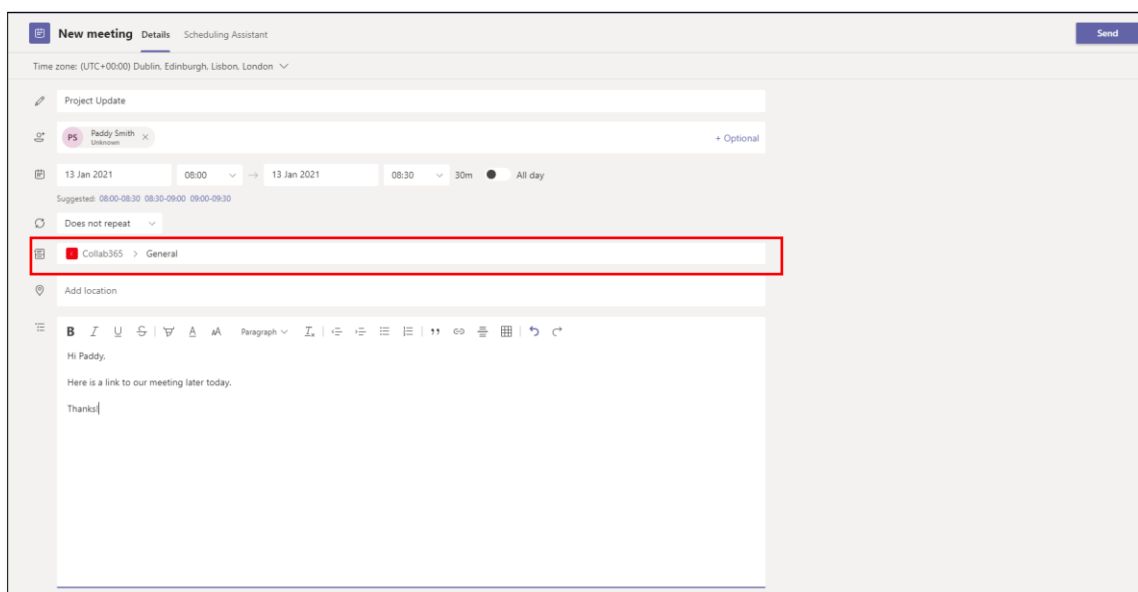 New meeting Details Scheduling Assistant Send
Time zone: (UTC+00:00) Dublin, Edinburgh, Lisbon, London
Project Update
PS Paddy Smith
Unknown
+ Optional
13 Jan 2021 08:00 → 13 Jan 2021 08:30 30m All day
Suggested: 08:00-08:30 08:30-09:00 09:00-09:30
Does not repeat
Collab365 > General
Add location
B I U S A AA Paragraph Ix
Hi Paddy,
Here is a link to our meeting later today.
Thanks!